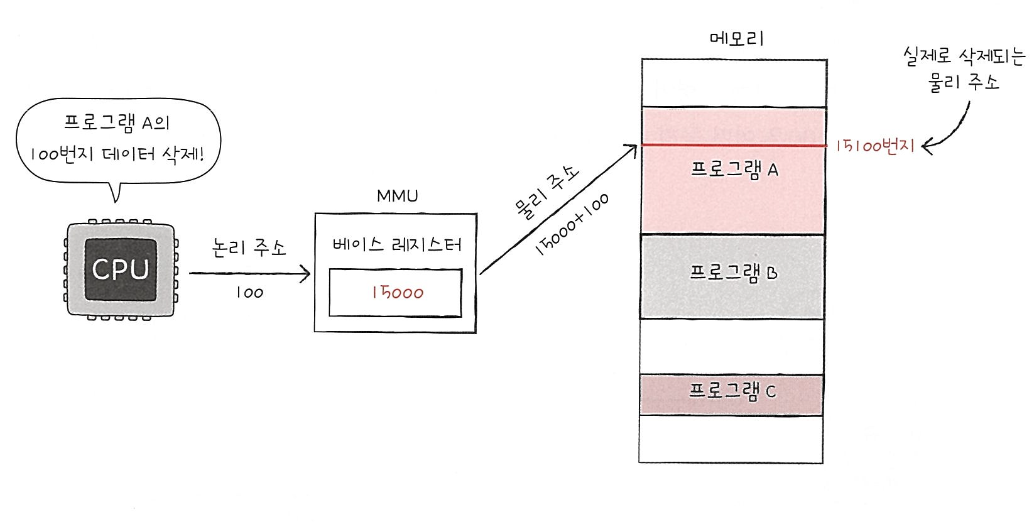 프로그램 A의
100번지 데이터 삭제!
CPU
논리 주소
100
MMU
베이스 레지스터
15000
물리 주소
15000+100
메모리
프로그램 A
프로그램 B
프로그램 C
15100번지
실제로 삭제되는
물리 주소